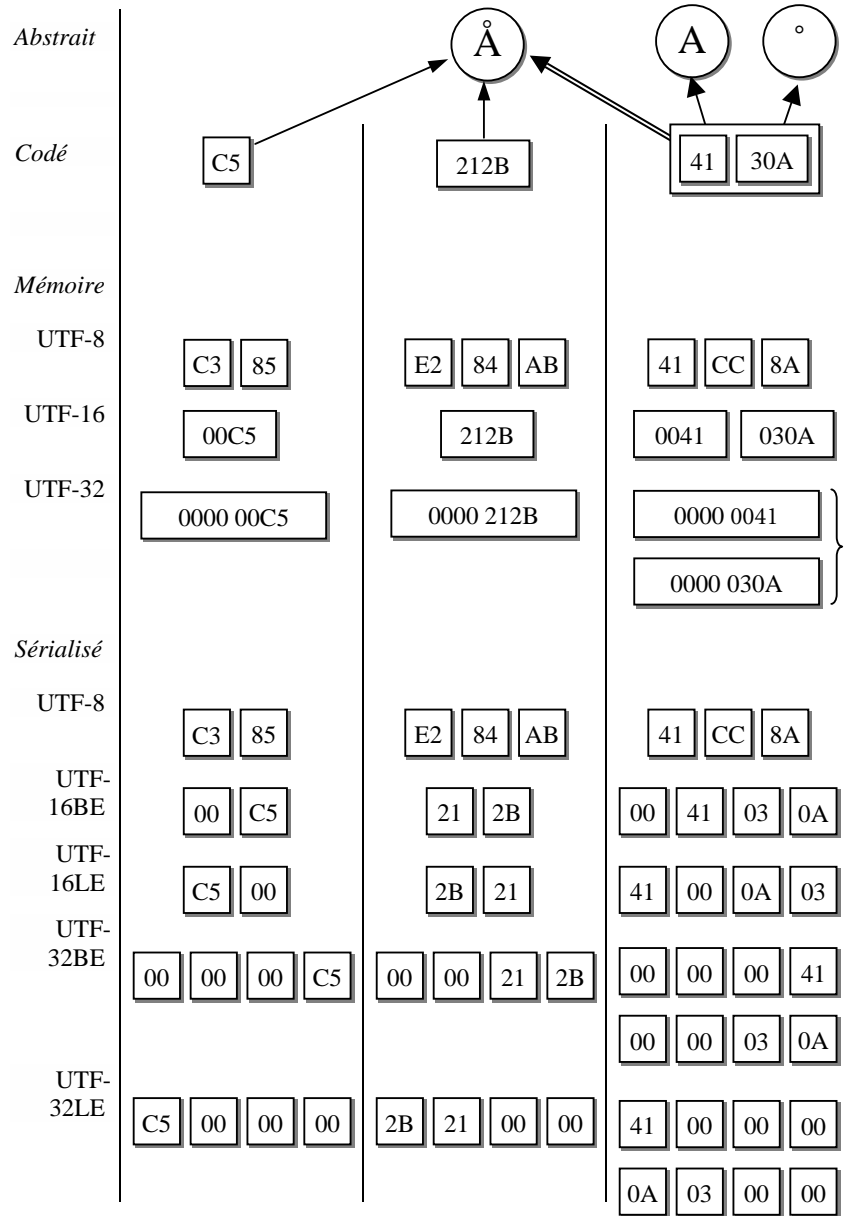 Abstrait Å A °
Codé C5 212B 41 30A
Mémoire
UTF-8 C3 85 E2 84 AB 41 CC 8A
UTF-16 00C5 212B 0041 030A
UTF-32 0000 00C5 0000 212B 0000 0041
0000 030A
Sérialisé
UTF-8 C3 85 E2 84 AB 41 CC 8A
UTF-
16BE 00 C5 21 2B 00 41 03 0A
UTF-
16LE C5 00 2B 21 41 00 0A 03
UTF-
32BE 00 00 00 C5 00 00 21 2B 00 00 00 41
00 00 03 0A
UTF-
32LE C5 00 00 00 2B 21 00 00 41 00 00 00
0A 03 00 00